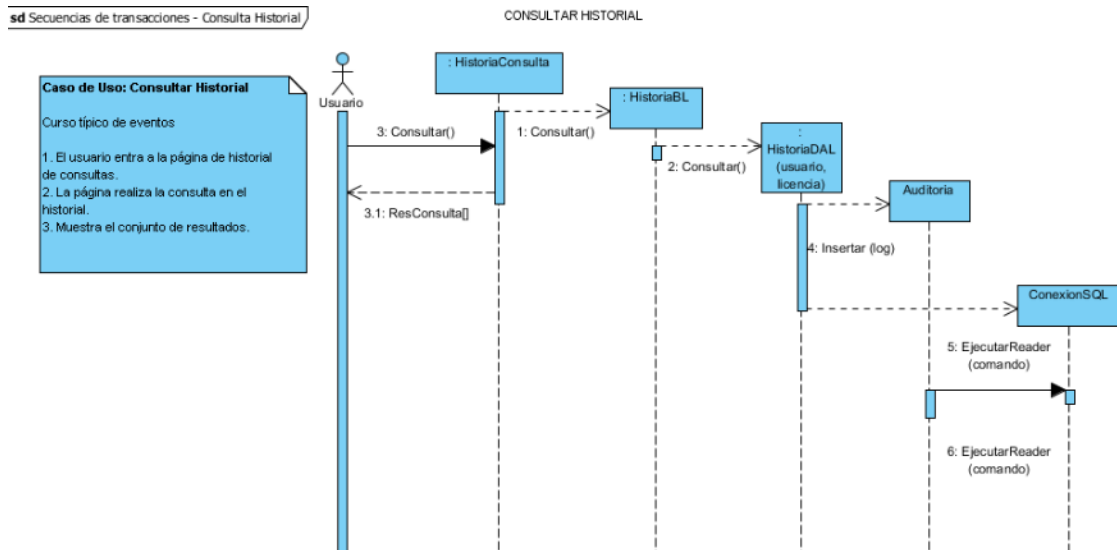 sd Secuencias de transacciones - Consulta Historial
CONSULTAR HISTORIAL
Caso de Uso: Consultar Historial
Curso típico de eventos
1. El usuario entra a la página de historial
de consultas.
2. La página realiza la consulta en el
historial.
3. Muestra el conjunto de resultados.
Usuario
: HistoriaConsulta
: HistoriaBL
:
HistoriaDAL
(usuario,
licencia)
Auditoria
ConexionSQL
3: Consultar()
1: Consultar()
2: Consultar()
3.1: ResConsulta[]
4: Insertar (log)
5: EjecutarReader
(comando)
6: EjecutarReader
(comando)